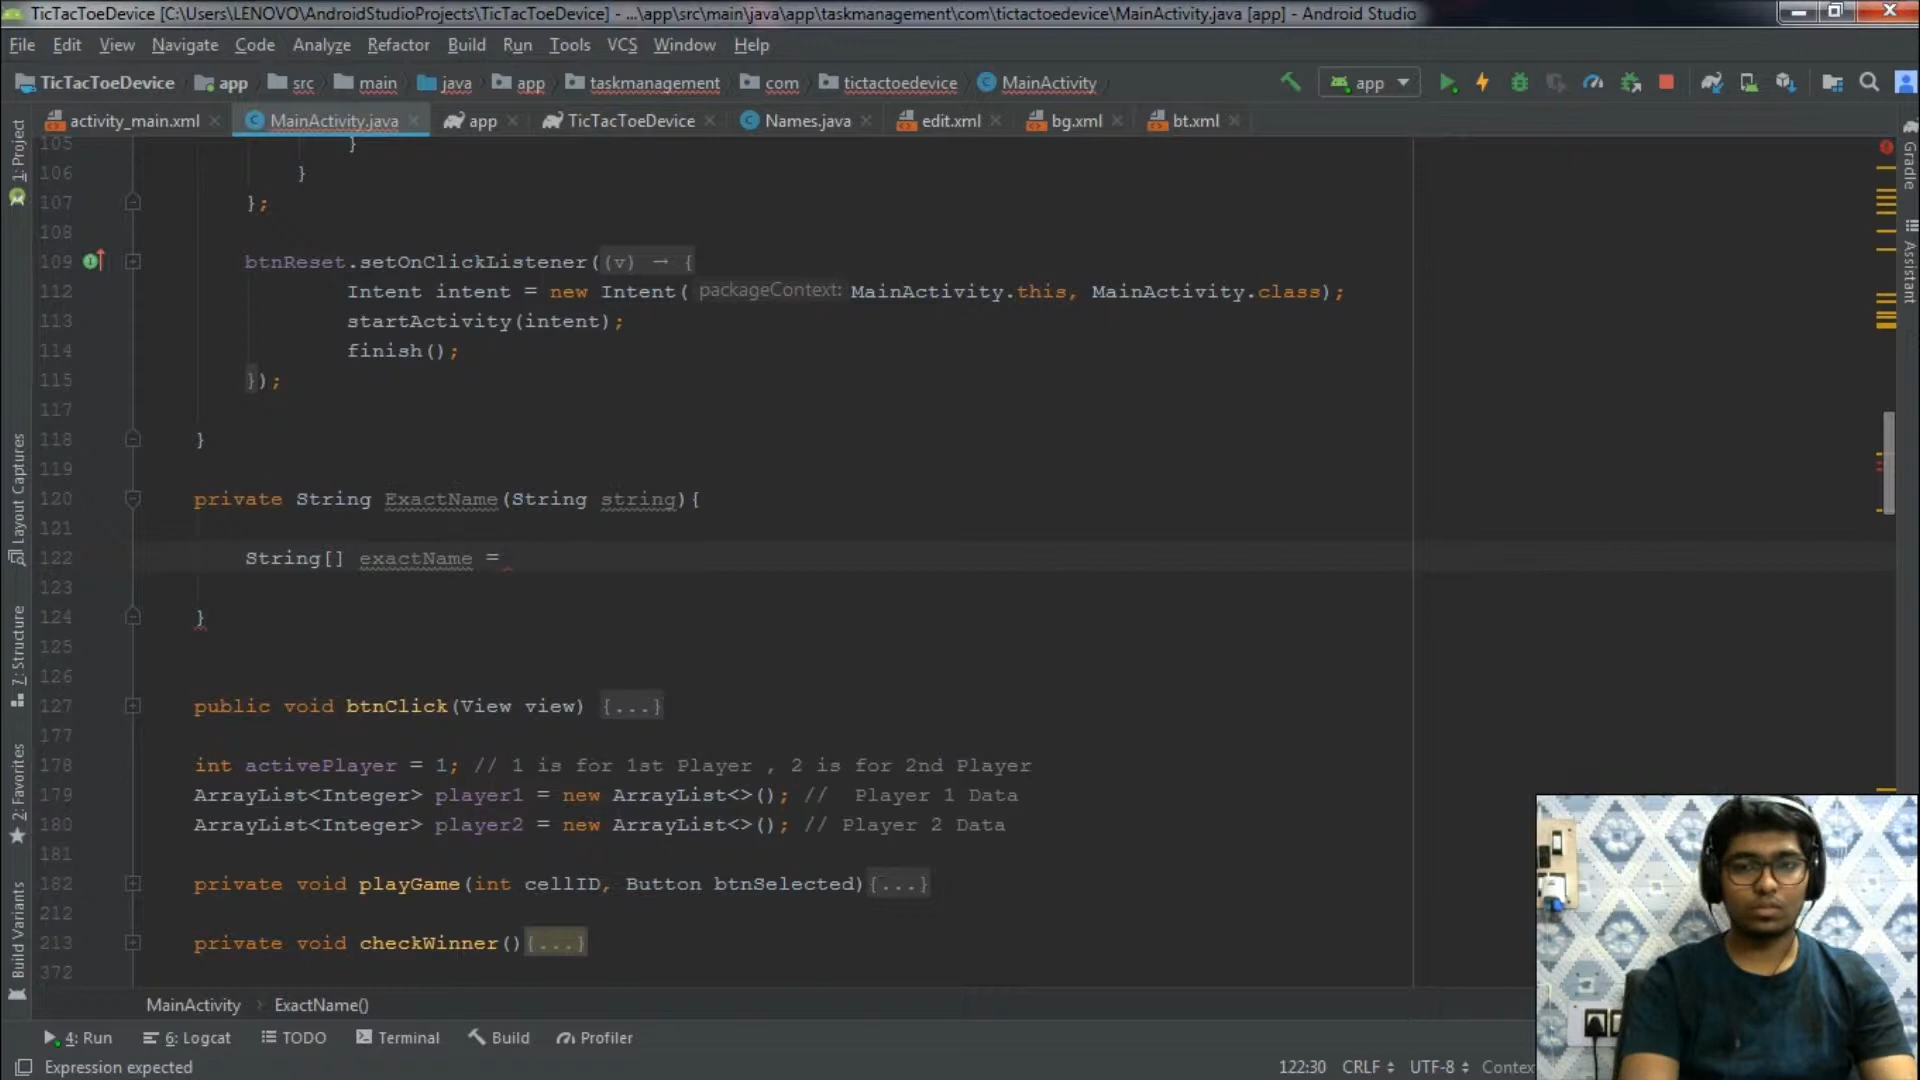 TicTacToeDevice [C:\Users\LENOVO\AndroidStudioProjects\TicTacToeDevice] - ...\app\src\main\java\app\taskmanagement\com\tictactoedevice\MainActivity.java [app] - Android Studio
File Edit View Navigate Code Analyze Refactor Build Run Tools VCS Window Help
TicTacToeDevice app src main java app taskmanagement com tictactoedevice MainActivity app
activity_main.xml MainActivity.java app TicTacToeDevice Names.java edit.xml bg.xml bt.xml
1: Project
Layout Captures
7: Structure
2: Favorites
Build Variants
Gradle
Assistant
105 }
106 }
107 };
108
109 btnReset.setOnClickListener((v) → {
112 Intent intent = new Intent( packageContext: MainActivity.this, MainActivity.class);
113 startActivity(intent);
114 finish();
115 });
117
118 }
119
120 private String ExactName(String string){
121
122 String[] exactName =
123
124 }
125
126
127 public void btnClick(View view) {...}
177
178 int activePlayer = 1; // 1 is for 1st Player , 2 is for 2nd Player
179 ArrayList<Integer> player1 = new ArrayList<>(); // Player 1 Data
180 ArrayList<Integer> player2 = new ArrayList<>(); // Player 2 Data
181
182 private void playGame(int cellID, Button btnSelected){...}
212
213 private void checkWinner(){...}
372
MainActivity > ExactName()
4: Run 6: Logcat TODO Terminal Build Profiler
Expression expected 122:30 CRLF UTF-8 Contex